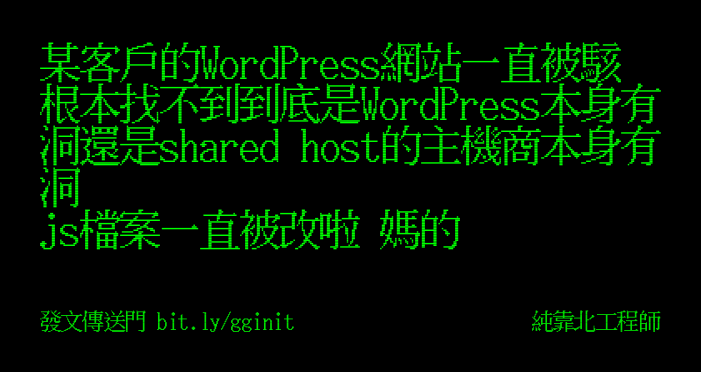 某客戶的WordPress網站一直被駭
根本找不到到底是WordPress本身有
洞還是shared host的主機商本身有
洞
js檔案一直被改啦 媽的
發文傳送門 bit.ly/gginit
純靠北工程師